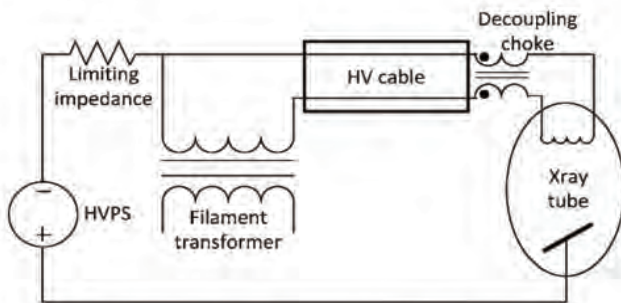 Decoupling
choke
Limiting
impedance
HV cable
−
HVPS
+
Filament
transformer
Xray
tube